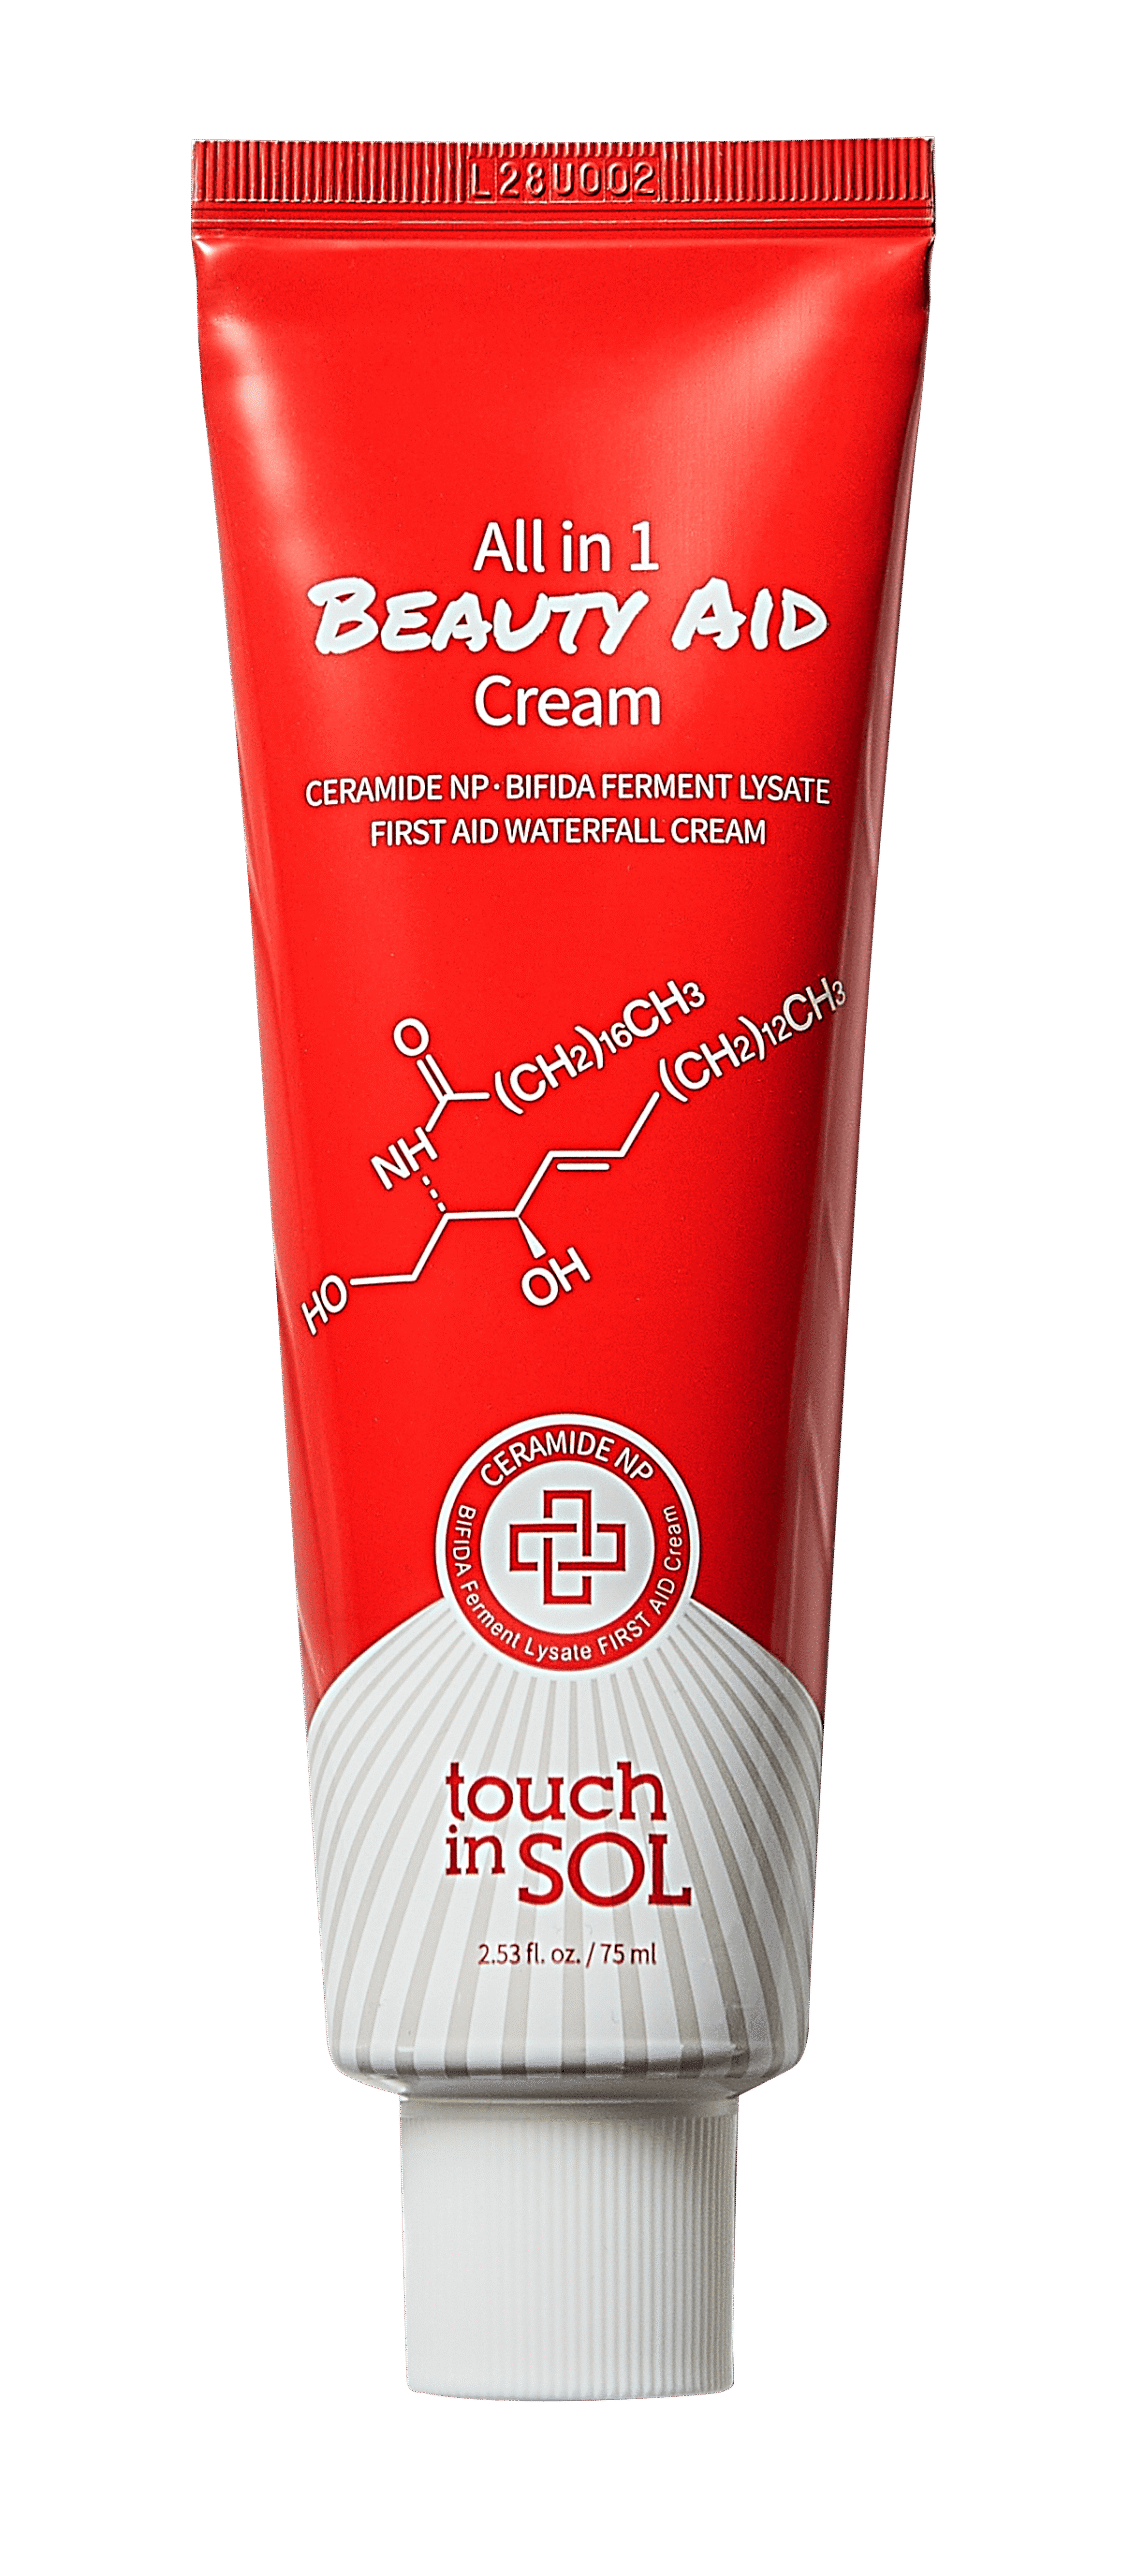 L28U002
All in 1
BEAUTY AID
Cream
CERAMIDE NP·BIFIDA FERMENT LYSATE
FIRST AID WATERFALL CREAM
O
(CH2)16CH3
(CH2)12CH3
NH
OH
HO
CERAMIDE NP
BIFIDA Ferment Lysate FIRST AID Cream
touch
in SOL
2.53 fl. oz. / 75 ml